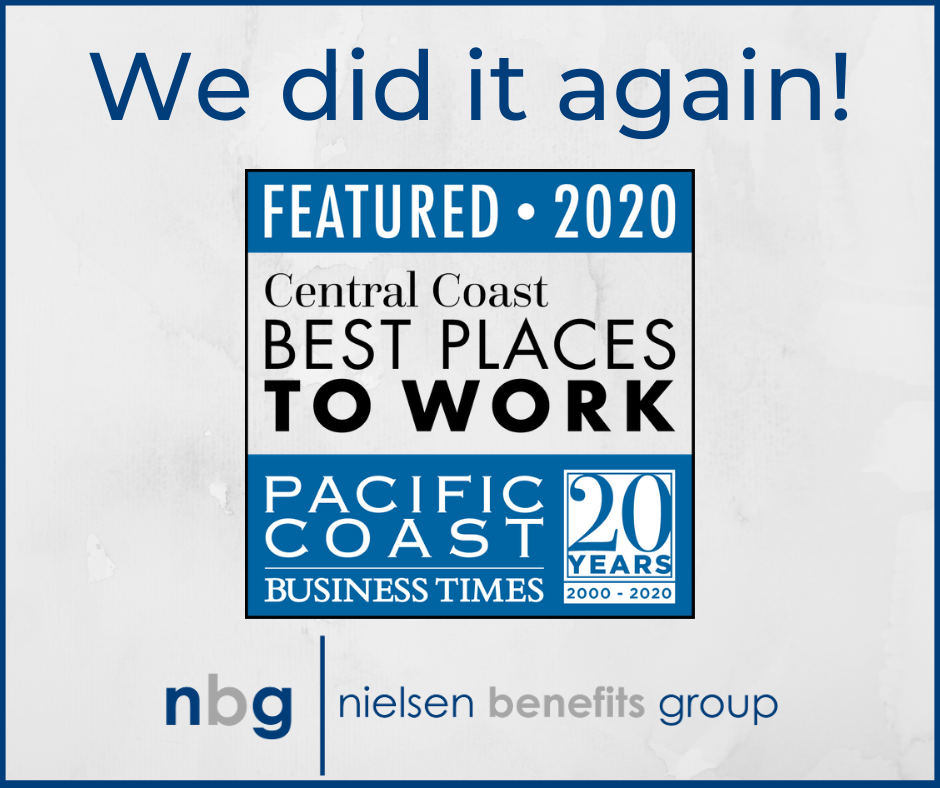 We did it again!
FEATURED • 2020
Central Coast
BEST PLACES
TO WORK
PACIFIC
COAST
BUSINESS TIMES
20
YEARS
2000 - 2020
nbg
nielsen benefits group